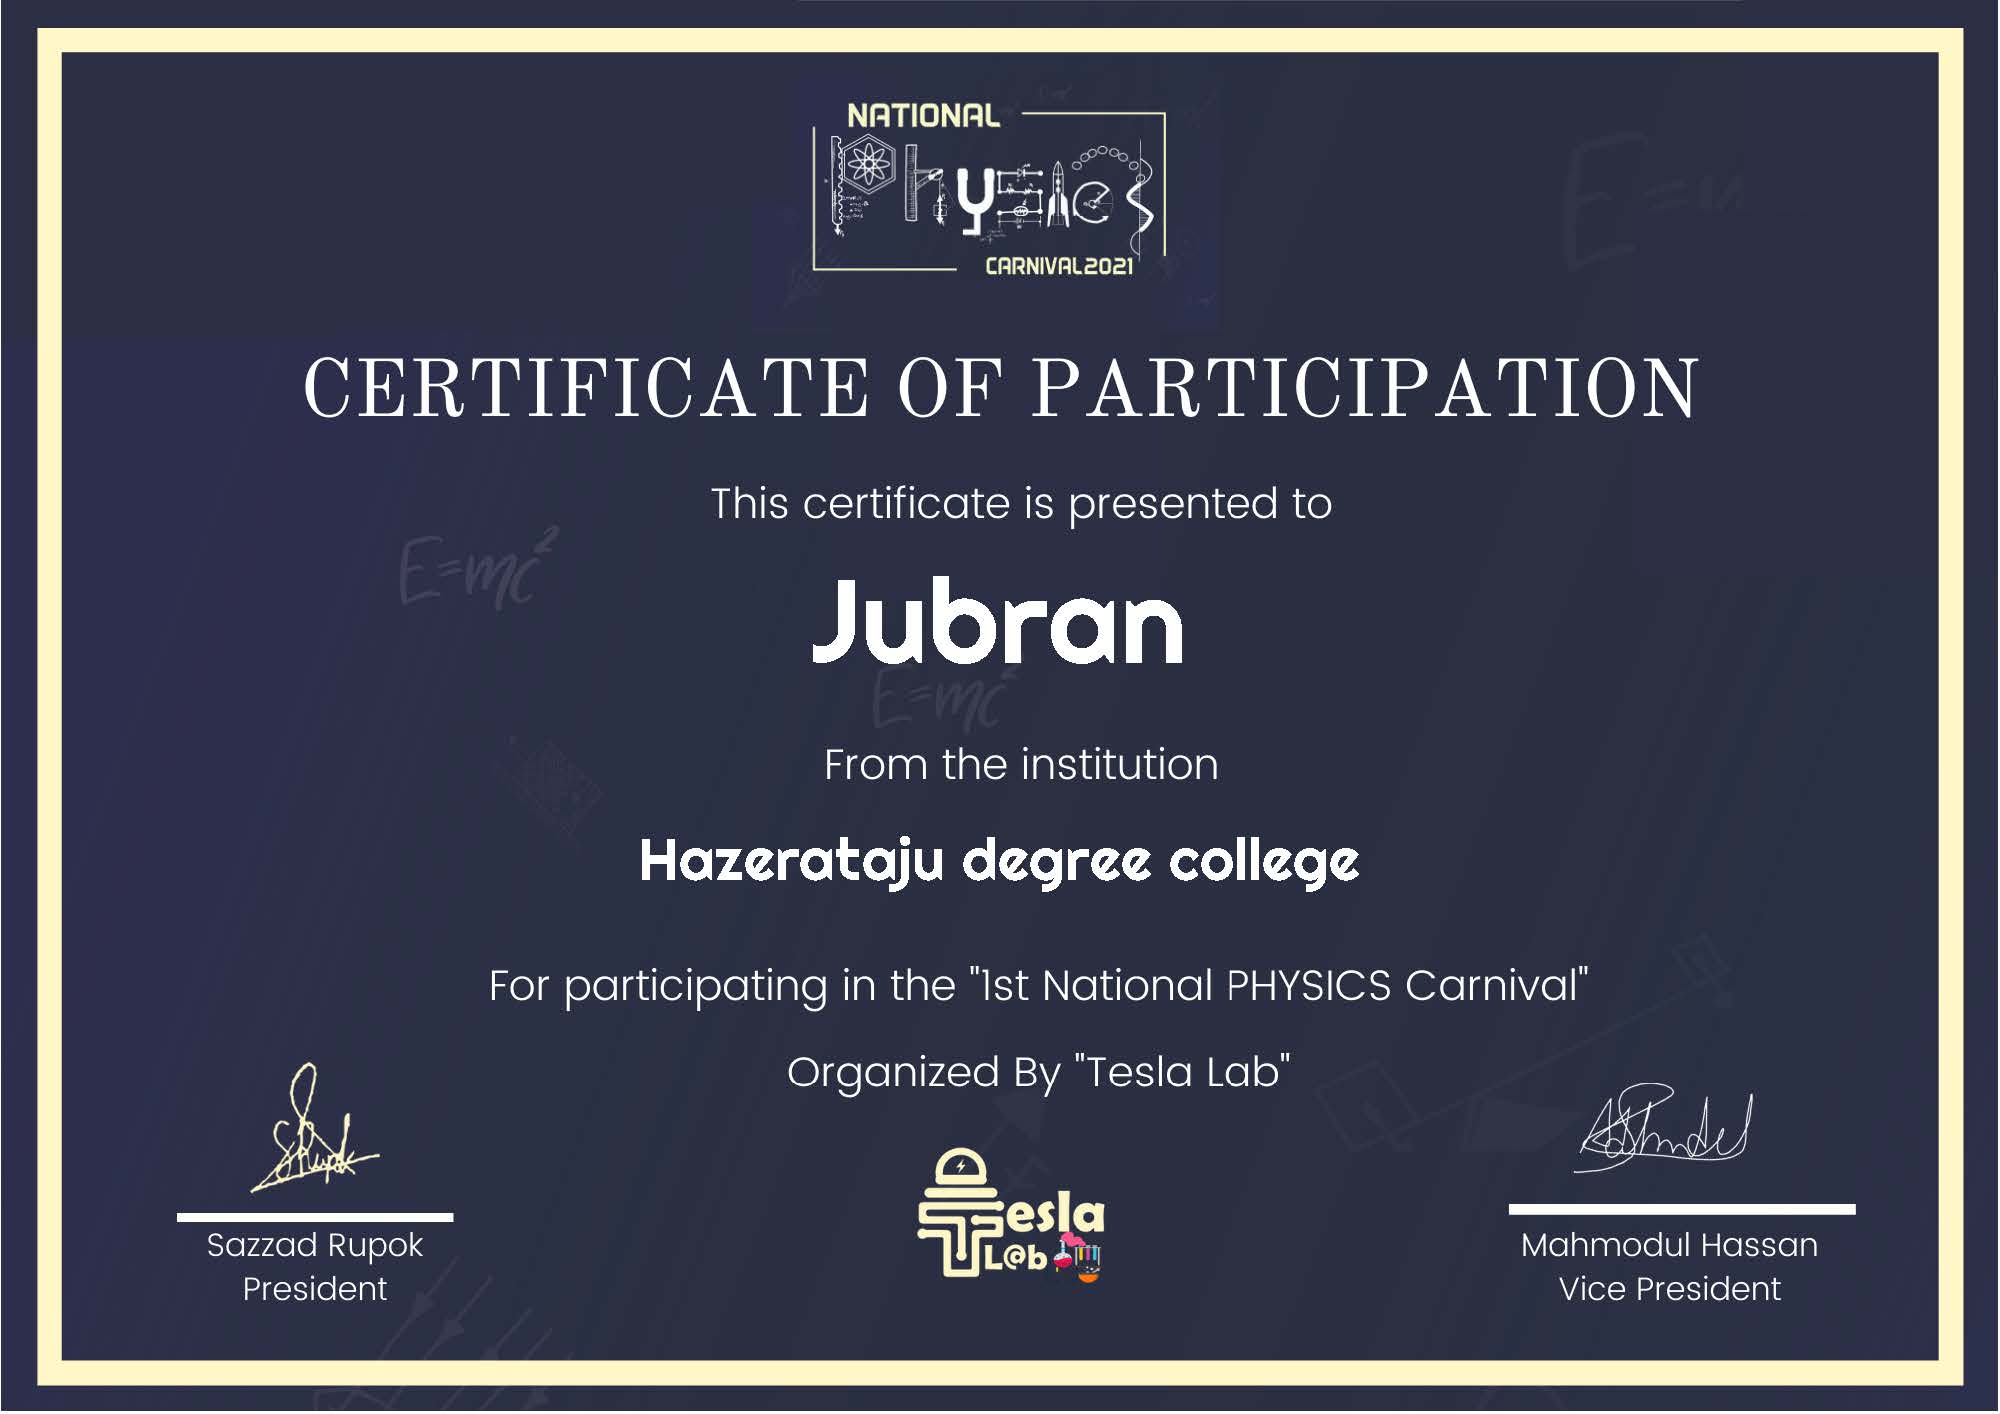 NATIONAL
Physics
CARNIVAL2021
CERTIFICATE OF PARTICIPATION
This certificate is presented to
E=mc²
Jubran
E=mc²
From the institution
Hazerataju degree college
For participating in the "1st National PHYSICS Carnival"
Organized By "Tesla Lab"
Tesla
L@b
Sazzad Rupok
President
Mahmodul Hassan
Vice President